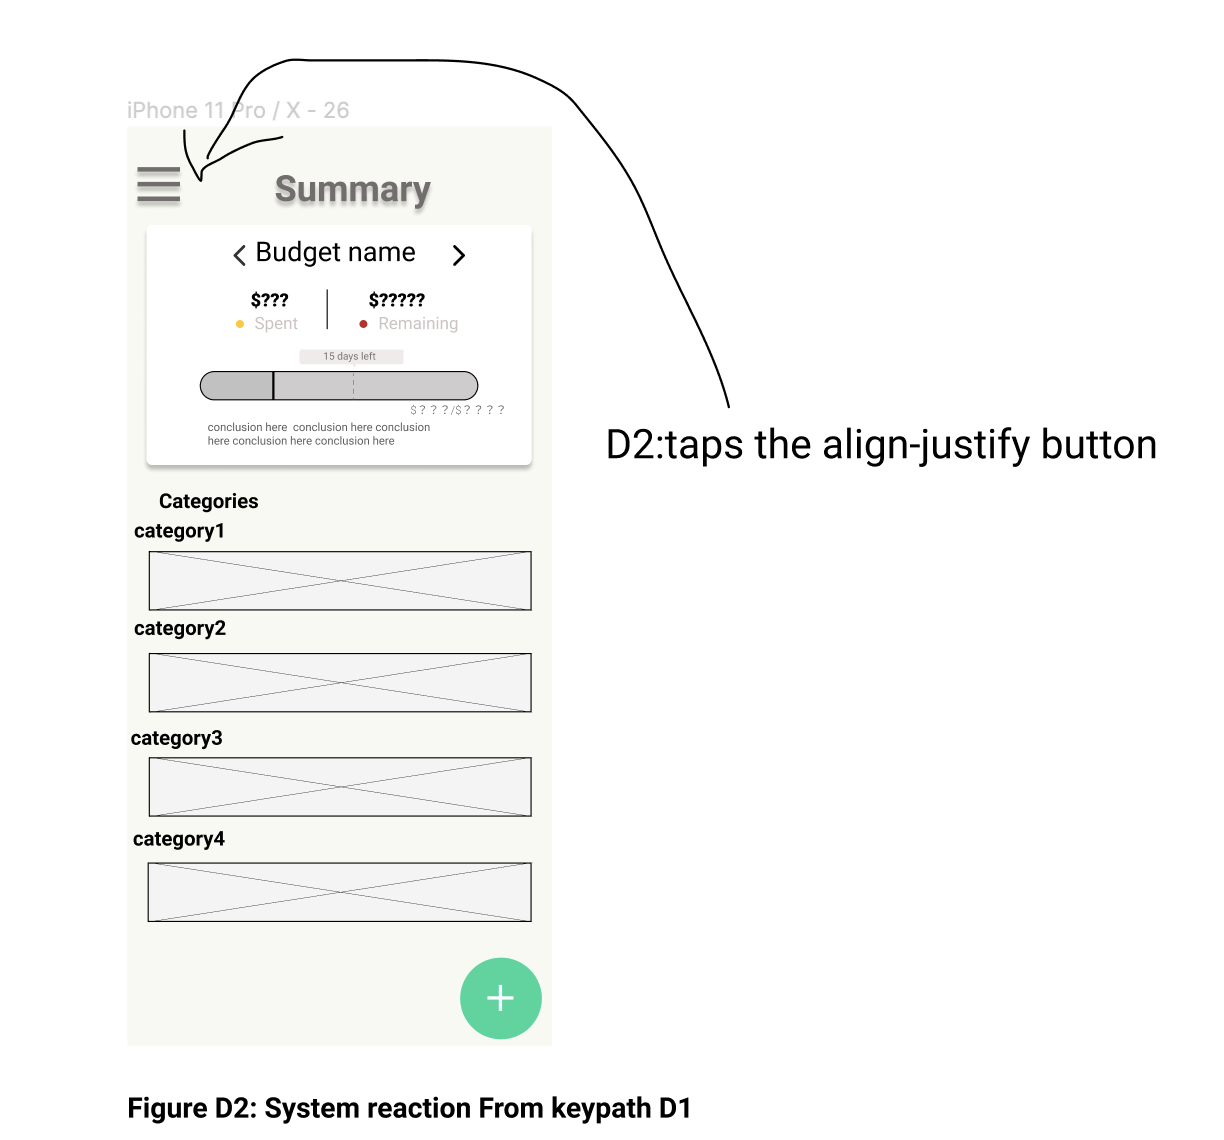 iPhone 11 Pro / X - 26
Summary
Budget name
$??? $?????
Spent Remaining
15 days left
$???/$????
conclusion here conclusion here conclusion
here conclusion here conclusion here
D2:taps the align-justify button
Categories
category1
category2
category3
category4
Figure D2: System reaction From keypath D1